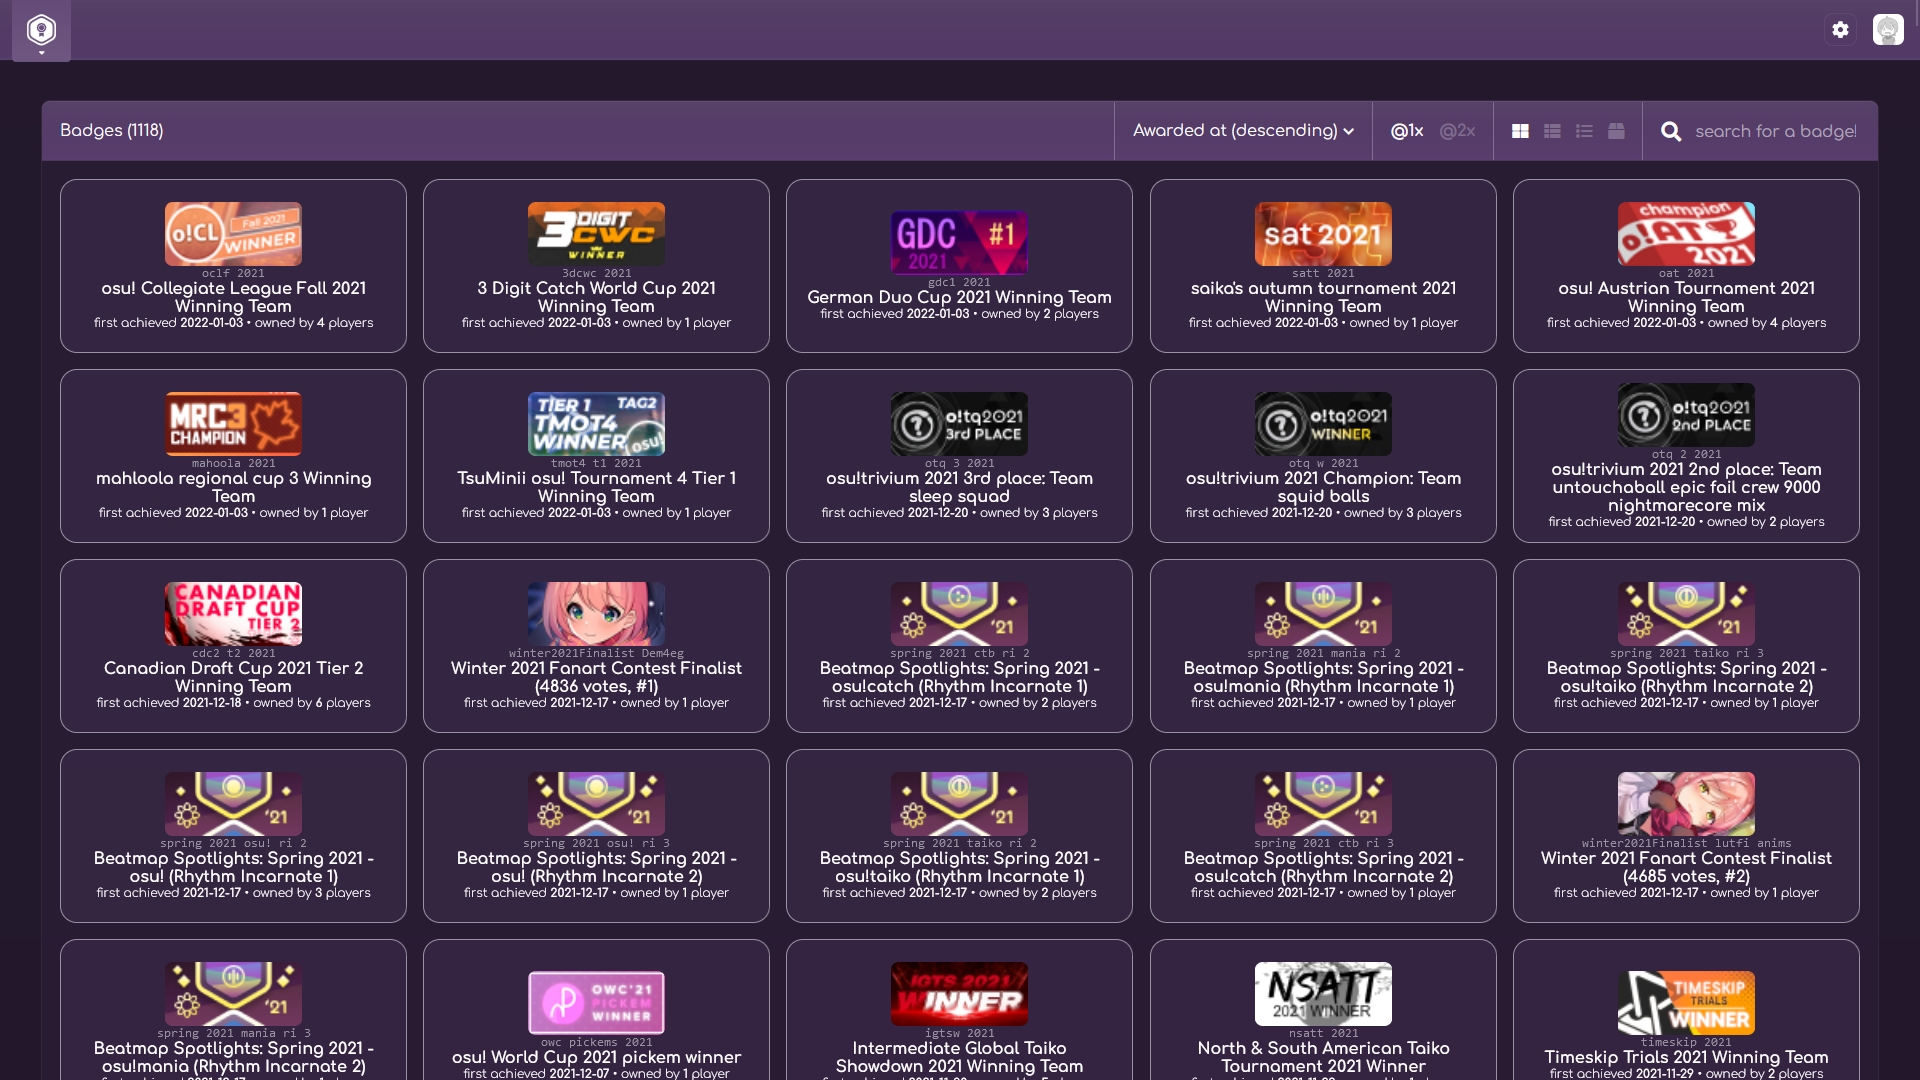 Badges (1118)
Awarded at (descending)
@1x
@2x
search for a badge!
o!CL Fall 2021 WINNER
oclf 2021
osu! Collegiate League Fall 2021
Winning Team
first achieved 2022-01-03 • owned by 4 players
3 DIGIT CWC WINNER
3dcwc 2021
3 Digit Catch World Cup 2021
Winning Team
first achieved 2022-01-03 • owned by 1 player
GDC #1
2021
gdc1 2021
German Duo Cup 2021 Winning Team
first achieved 2022-01-03 • owned by 2 players
sat 2021
satt 2021
saika's autumn tournament 2021
Winning Team
first achieved 2022-01-03 • owned by 1 player
champion
o!AT
2021
oat 2021
osu! Austrian Tournament 2021
Winning Team
first achieved 2022-01-03 • owned by 4 players
MRC3
CHAMPION
mahoola 2021
mahloola regional cup 3 Winning
Team
first achieved 2022-01-03 • owned by 1 player
TIER 1 TAG2
TMOT4
WINNER osu!
tmot4 t1 2021
TsuMinii osu! Tournament 4 Tier 1
Winning Team
first achieved 2022-01-03 • owned by 1 player
o!tq2021
3rd PLACE
otq 3 2021
osu!trivium 2021 3rd place: Team
sleep squad
first achieved 2021-12-20 • owned by 3 players
o!tq2021
WINNER
otq w 2021
osu!trivium 2021 Champion: Team
squid balls
first achieved 2021-12-20 • owned by 3 players
o!tq2021
2nd PLACE
otq 2 2021
osu!trivium 2021 2nd place: Team
untouchaball epic fail crew 9000
nightmarecore mix
first achieved 2021-12-20 • owned by 2 players
CANADIAN
DRAFT CUP
TIER 2
cdc2 t2 2021
Canadian Draft Cup 2021 Tier 2
Winning Team
first achieved 2021-12-18 • owned by 6 players
winter2021Finalist Dem4eg
Winter 2021 Fanart Contest Finalist
(4836 votes, #1)
first achieved 2021-12-17 • owned by 1 player
'21
spring 2021 ctb ri 2
Beatmap Spotlights: Spring 2021 -
osu!catch (Rhythm Incarnate 1)
first achieved 2021-12-17 • owned by 2 players
'21
spring 2021 mania ri 2
Beatmap Spotlights: Spring 2021 -
osu!mania (Rhythm Incarnate 1)
first achieved 2021-12-17 • owned by 1 player
'21
spring 2021 taiko ri 3
Beatmap Spotlights: Spring 2021 -
osu!taiko (Rhythm Incarnate 2)
first achieved 2021-12-17 • owned by 1 player
'21
spring 2021 osu! ri 2
Beatmap Spotlights: Spring 2021 -
osu! (Rhythm Incarnate 1)
first achieved 2021-12-17 • owned by 3 players
'21
spring 2021 osu! ri 3
Beatmap Spotlights: Spring 2021 -
osu! (Rhythm Incarnate 2)
first achieved 2021-12-17 • owned by 1 player
'21
spring 2021 taiko ri 2
Beatmap Spotlights: Spring 2021 -
osu!taiko (Rhythm Incarnate 1)
first achieved 2021-12-17 • owned by 2 players
'21
spring 2021 ctb ri 3
Beatmap Spotlights: Spring 2021 -
osu!catch (Rhythm Incarnate 2)
first achieved 2021-12-17 • owned by 1 player
winter2021Finalist lutfi anims
Winter 2021 Fanart Contest Finalist
(4685 votes, #2)
first achieved 2021-12-17 • owned by 1 player
'21
spring 2021 mania ri 3
Beatmap Spotlights: Spring 2021 -
osu!mania (Rhythm Incarnate 2)
first achieved 2021-12-17
OWC'21
PICKEM
WINNER
owc pickems 2021
osu! World Cup 2021 pickem winner
first achieved 2021-12-07 • owned by 1 player
IGTS 2021
WINNER
igtsw 2021
Intermediate Global Taiko
Showdown 2021 Winning Team
NSATT
2021 WINNER
nsatt 2021
North & South American Taiko
Tournament 2021 Winner
TIMESKIP
TRIALS
WINNER
timeskip 2021
Timeskip Trials 2021 Winning Team
first achieved 2021-11-29 • owned by 2 players